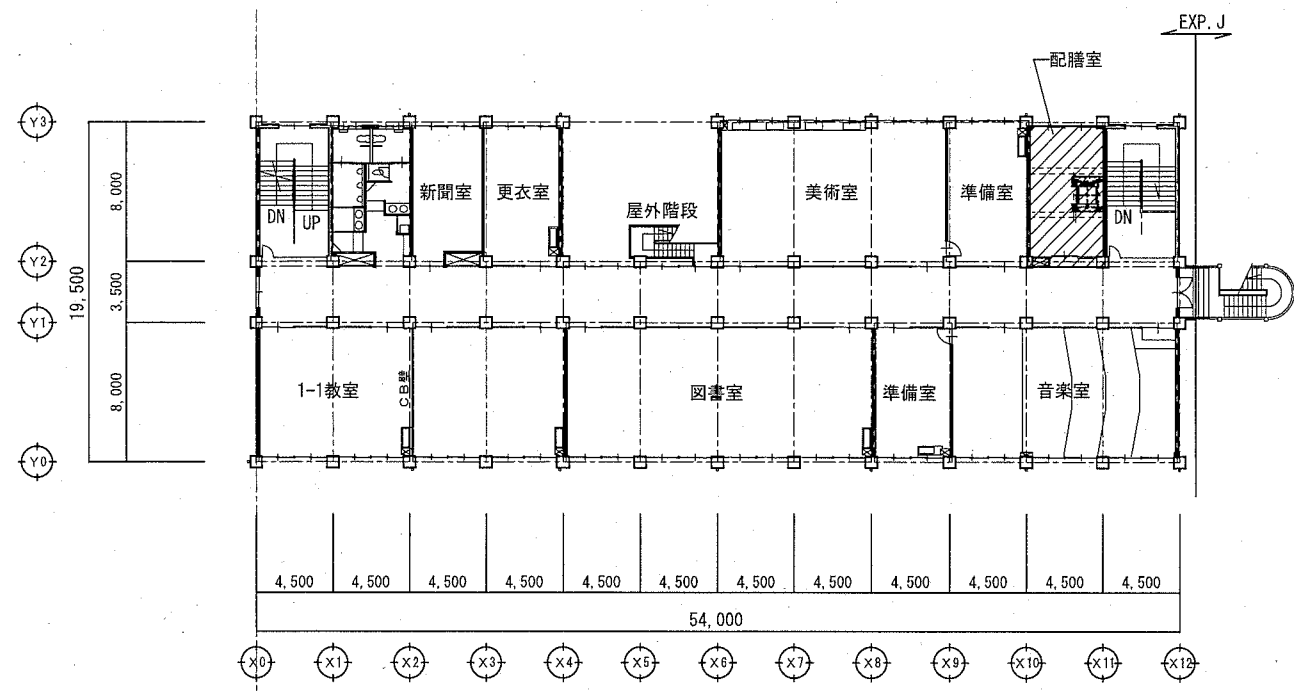 EXP. J
配膳室
Y3
8,000
新聞室
更衣室
美術室
準備室
屋外階段
DN
UP
DN
Y2
19,500
3,500
Y1
8,000
1-1教室
CB壁
図書室
準備室
音楽室
Y0
4,500
4,500
4,500
4,500
4,500
4,500
4,500
4,500
4,500
4,500
4,500
4,500
54,000
X0
X1
X2
X3
X4
X5
X6
X7
X8
X9
X10
X11
X12